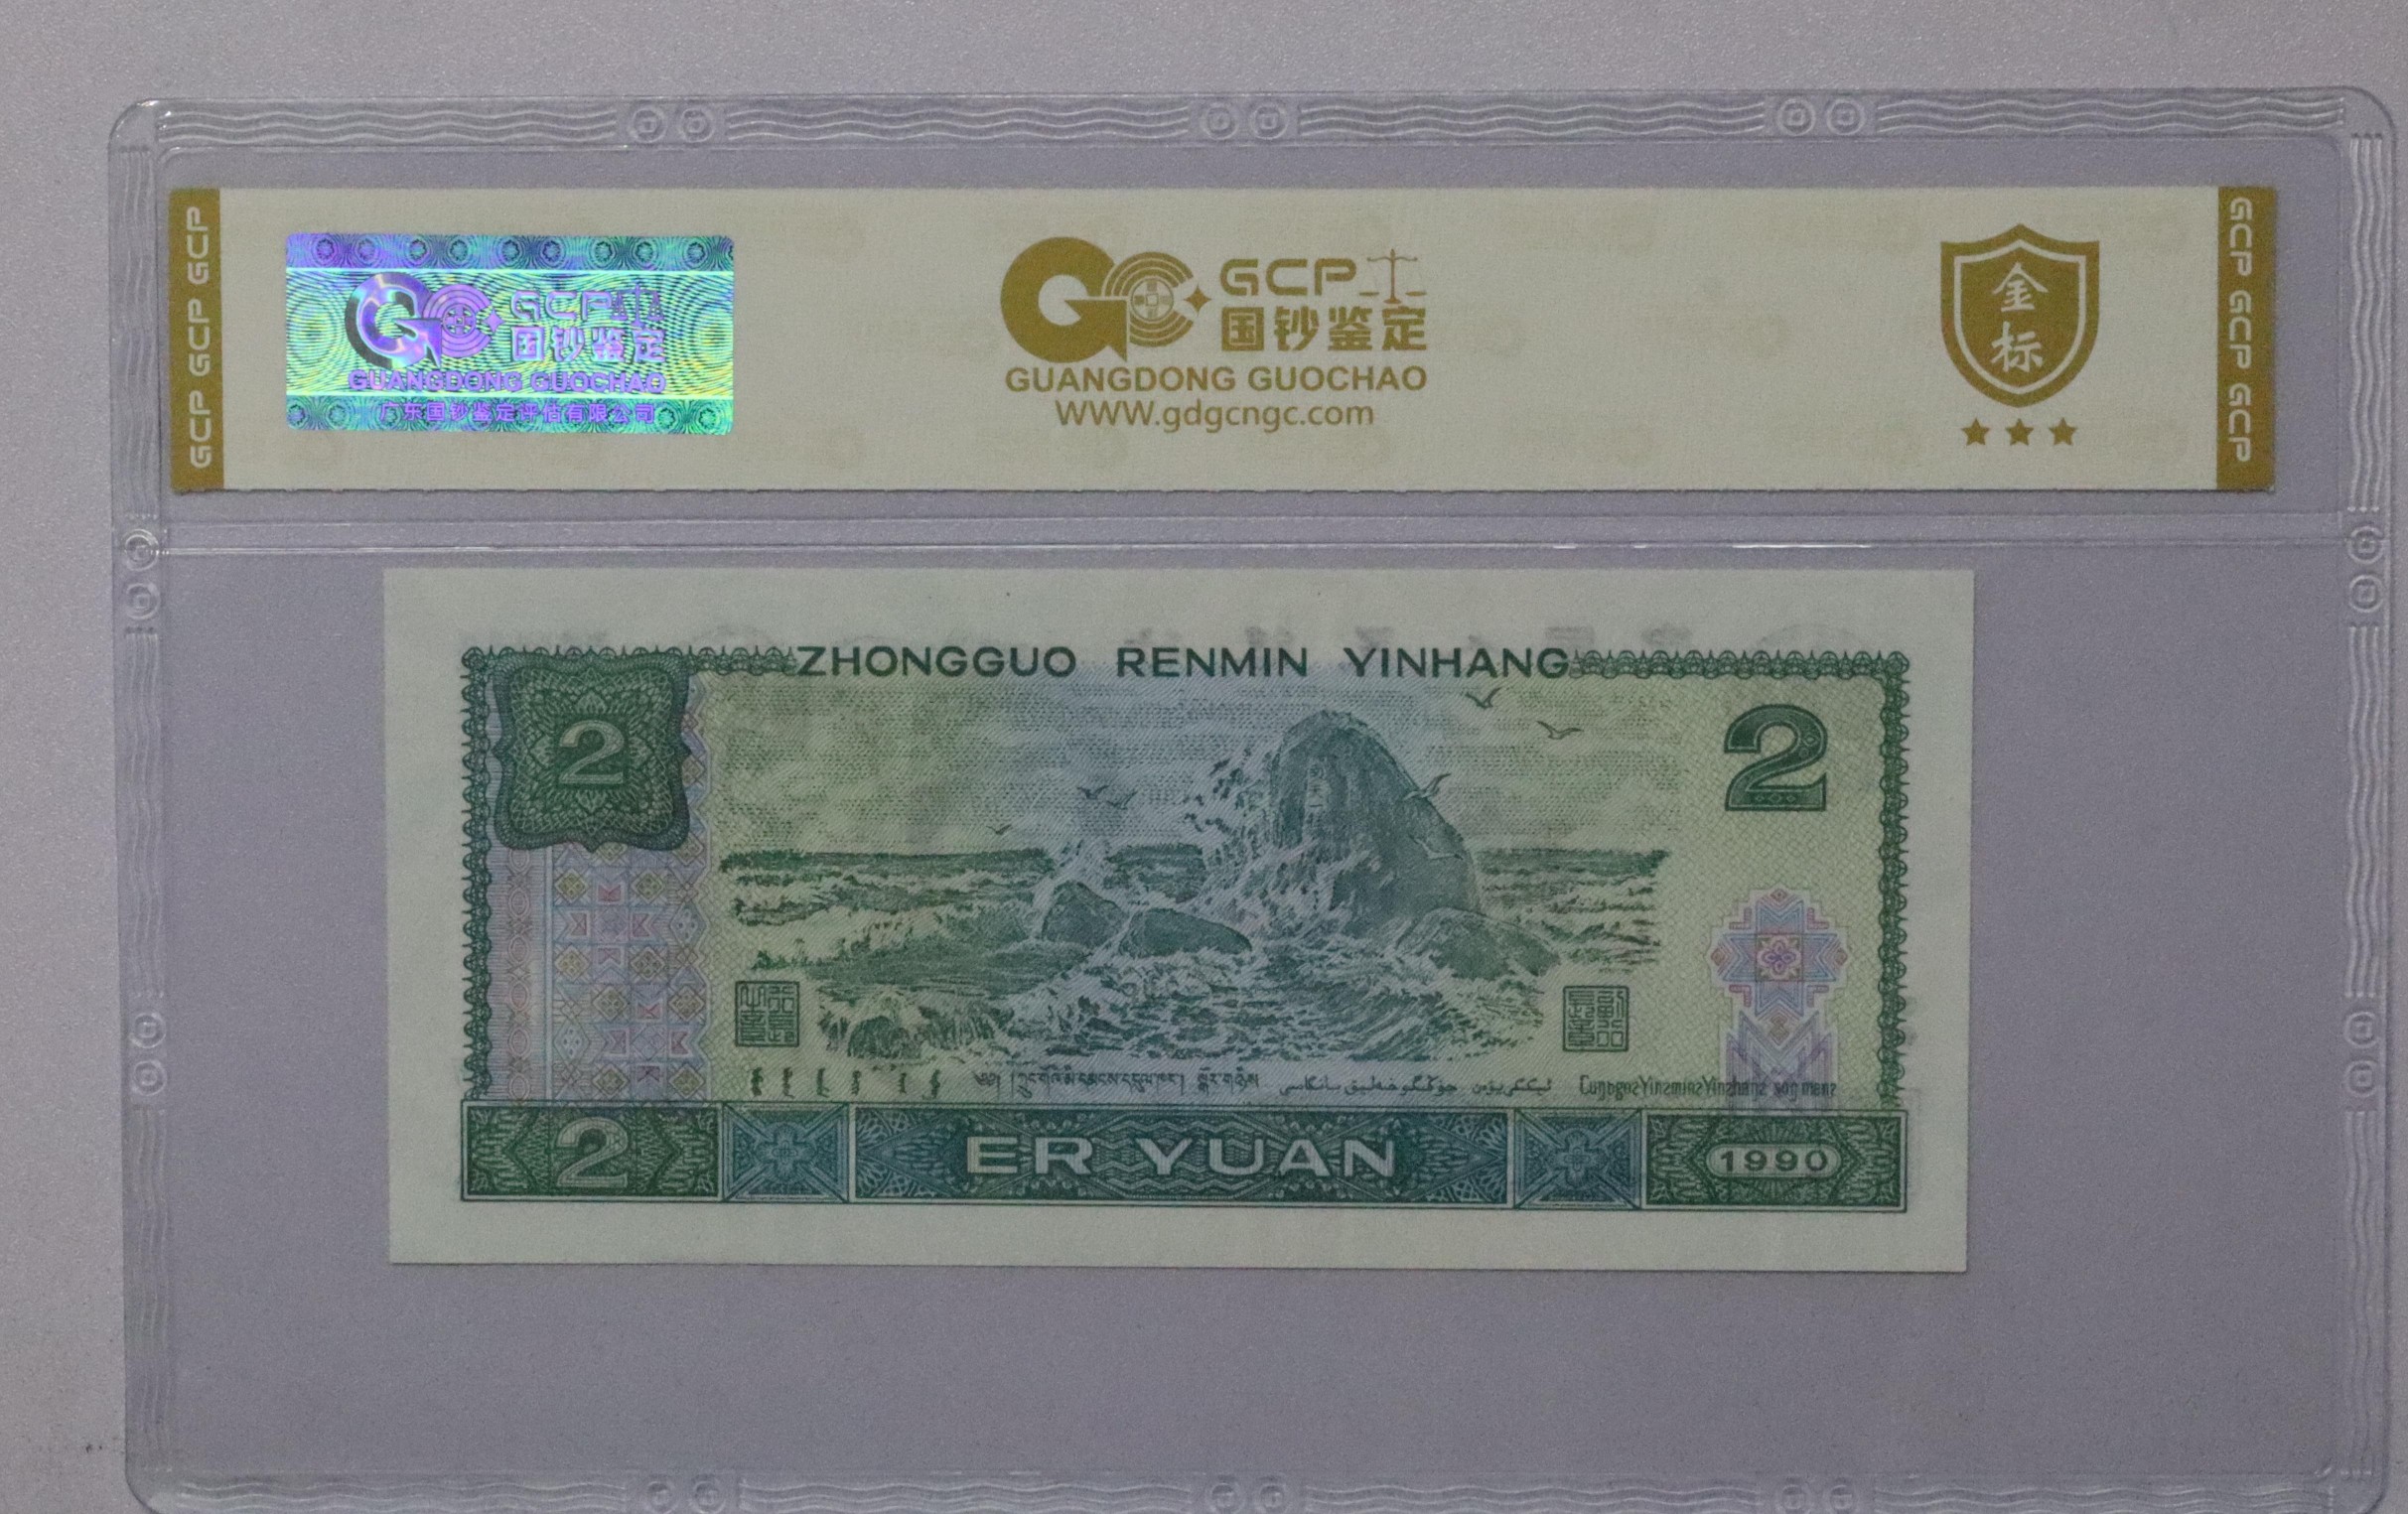 GCP GCP GCP
GCP
国钞鉴定
GUANGDONG GUOCHAO
广东国钞鉴定评估有限公司
GCP
国钞鉴定
GUANGDONG GUOCHAO
WWW.gdgcngc.com
金
标
GCP GCP GCP
ZHONGGUO RENMIN YINHANG
2
2
2
ER YUAN
1990